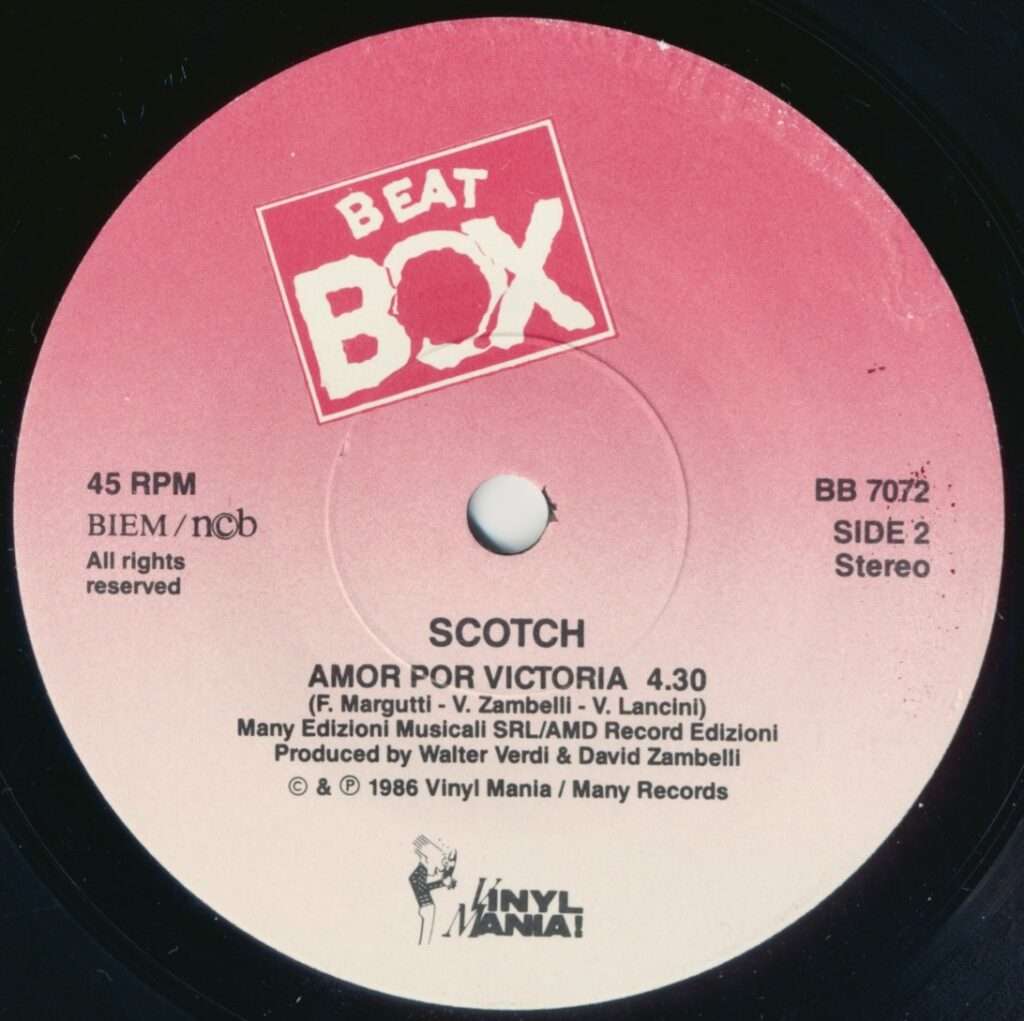 BEAT
BOX
45 RPM
BIEM/n©b
All rights
reserved
BB 7072
SIDE 2
Stereo
SCOTCH
AMOR POR VICTORIA 4.30
(F. Margutti - V. Zambelli - V. Lancini)
Many Edizioni Musicali SRL/AMD Record Edizioni
Produced by Walter Verdi & David Zambelli
© & ℗ 1986 Vinyl Mania / Many Records
VINYL
MANIA!